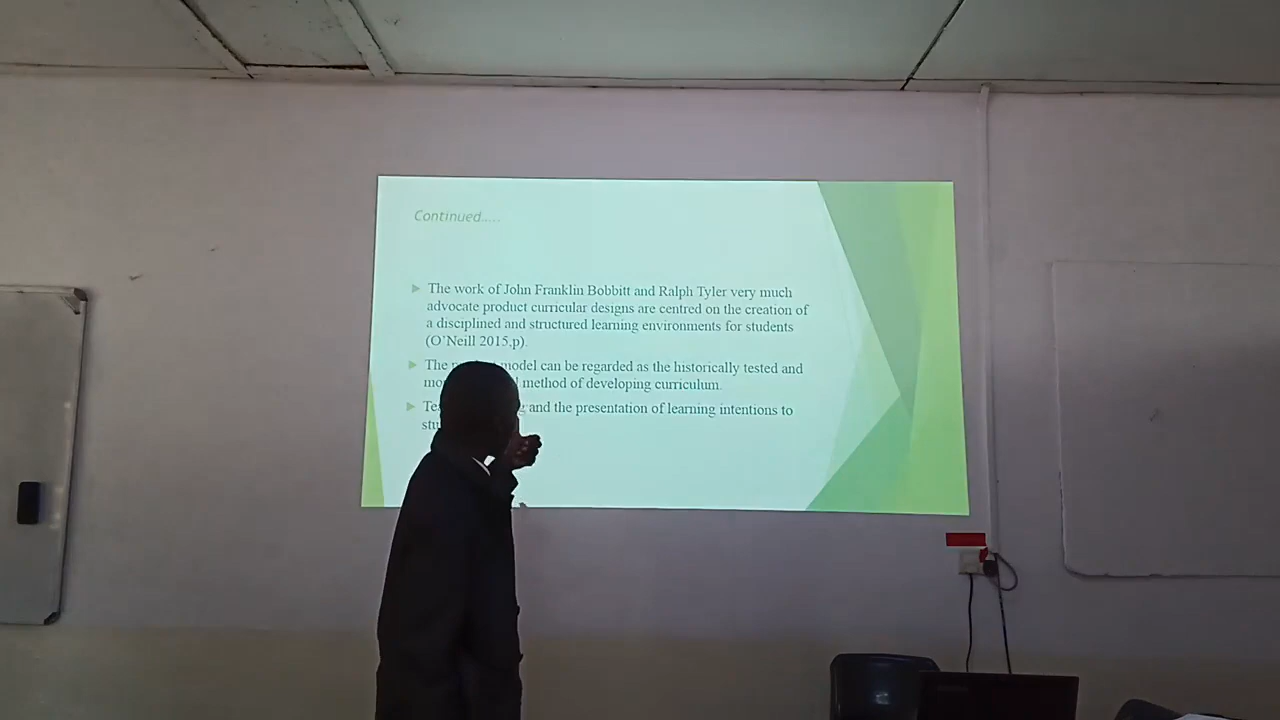 Continued.....
The work of John Franklin Bobbitt and Ralph Tyler very much
advocate product curricular designs are centred on the creation of
a disciplined and structured learning environments for students
(O'Neill 2015,p).
The model can be regarded as the historically tested and
method of developing curriculum.
and the presentation of learning intentions to